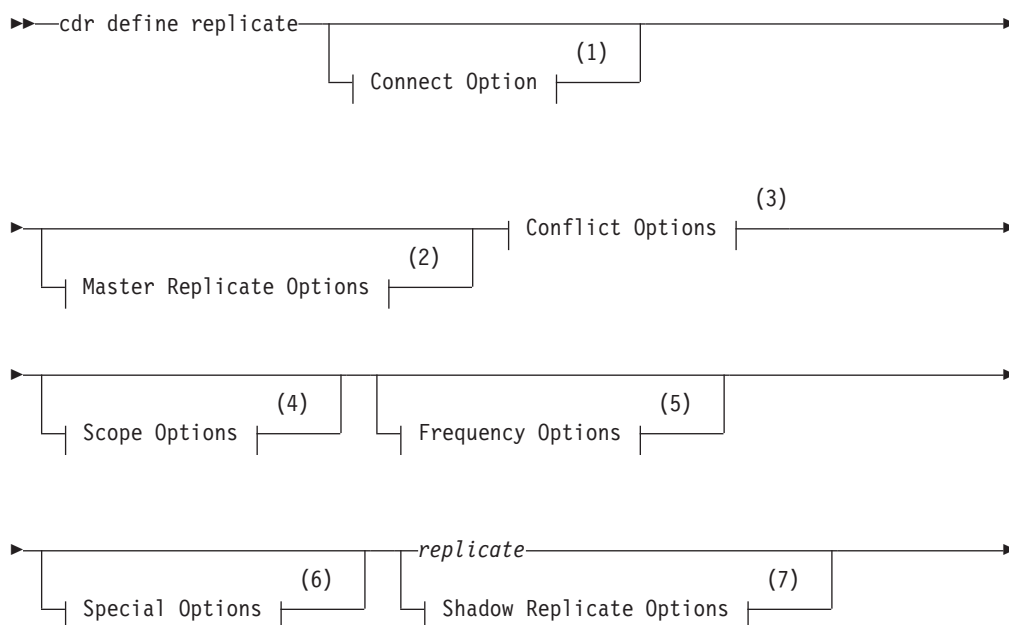 cdr define replicate
(1)
Connect Option
(3)
Conflict Options
(2)
Master Replicate Options
(4)
(5)
Scope Options
Frequency Options
replicate
(6)
(7)
Special Options
Shadow Replicate Options